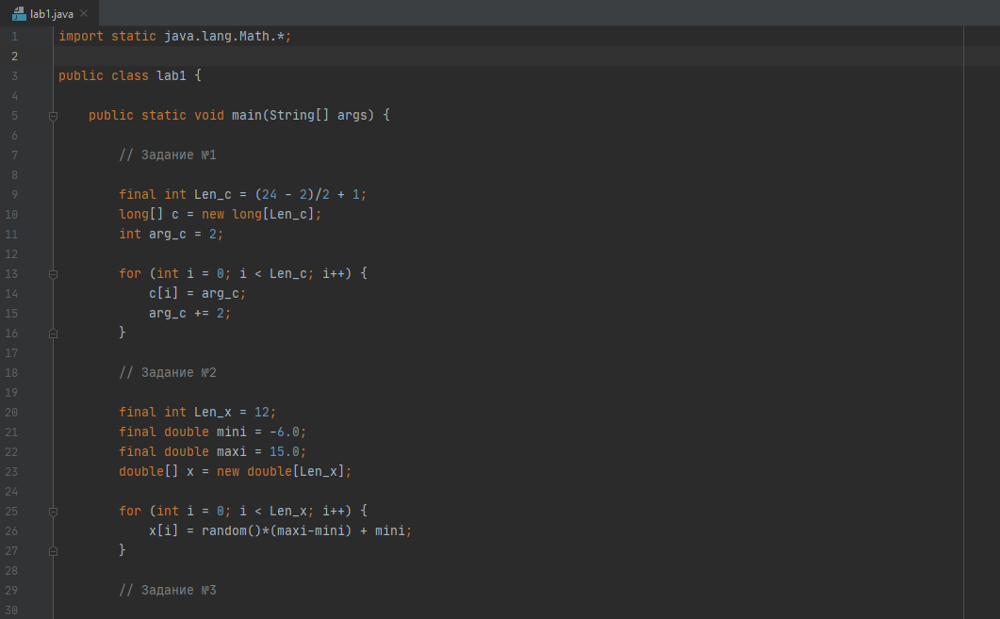 lab1.java
1 import static java.lang.Math.*;
2
3 public class lab1 {
4
5 public static void main(String[] args) {
6
7 // Задание №1
8
9 final int Len_c = (24 - 2)/2 + 1;
10 long[] c = new long[Len_c];
11 int arg_c = 2;
12
13 for (int i = 0; i < Len_c; i++) {
14 c[i] = arg_c;
15 arg_c += 2;
16 }
17
18 // Задание №2
19
20 final int Len_x = 12;
21 final double mini = -6.0;
22 final double maxi = 15.0;
23 double[] x = new double[Len_x];
24
25 for (int i = 0; i < Len_x; i++) {
26 x[i] = random()*(maxi-mini) + mini;
27 }
28
29 // Задание №3
30